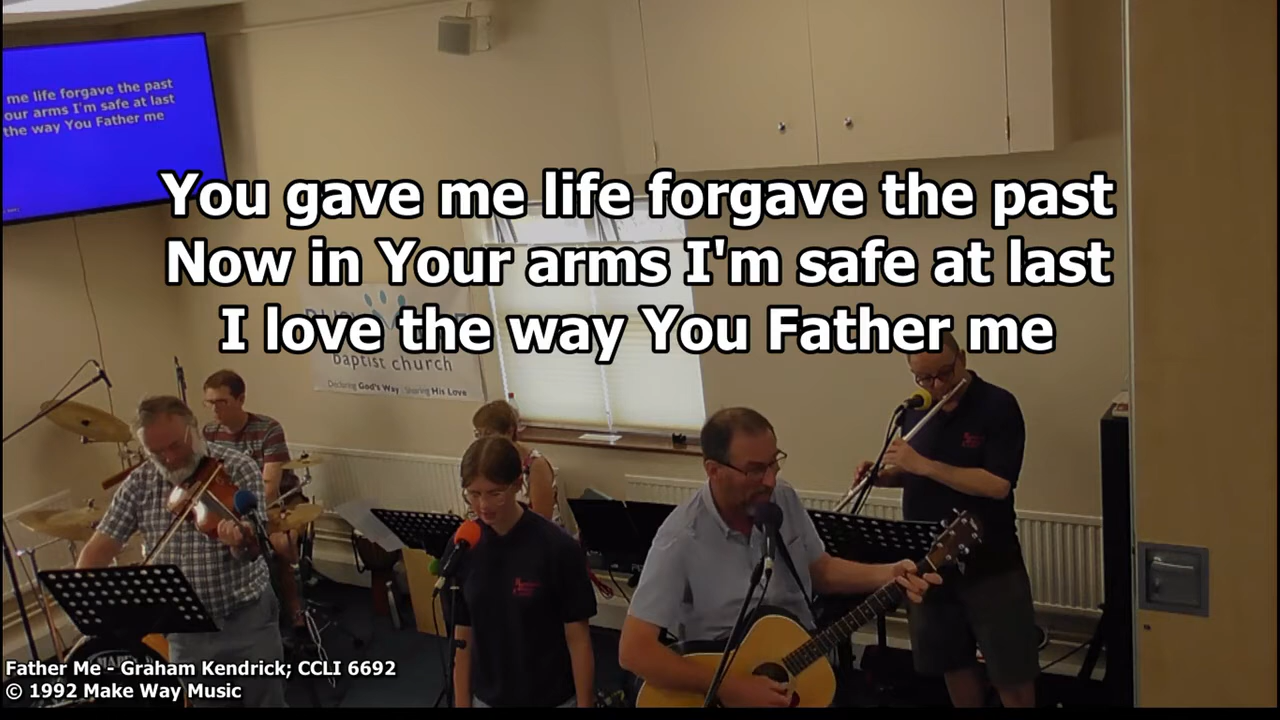 me life forgave the past
our arms I'm safe at last
the way You Father me
You gave me life forgave the past
Now in Your arms I'm safe at last
I love the way You Father me
Baptist church
Declaring God's Way Sharing His Love
Father Me - Graham Kendrick; CCLI 6692
© 1992 Make Way Music